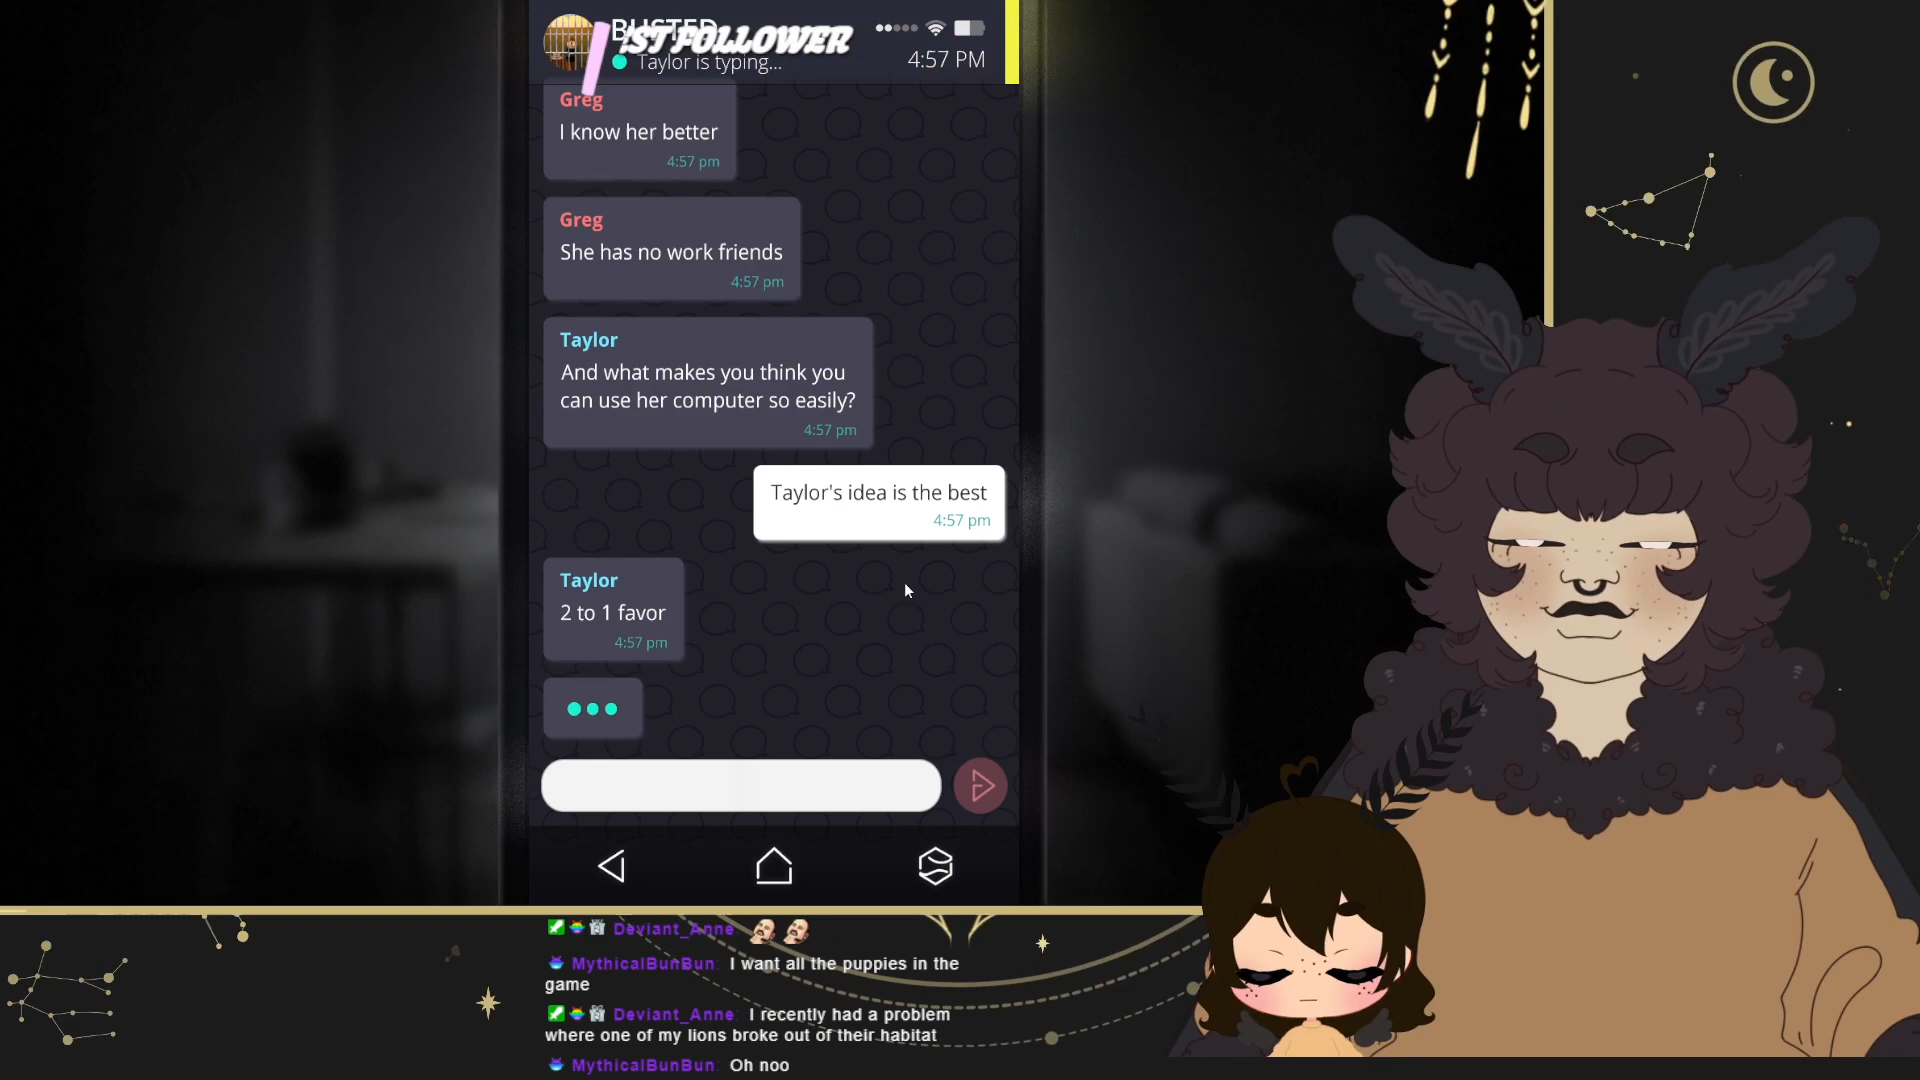 BUSTED
ST FOLLOWER
Taylor is typing...
4:57 PM
Greg
I know her better
4:57 pm
Greg
She has no work friends
4:57 pm
Taylor
And what makes you think you
can use her computer so easily?
4:57 pm
Taylor's idea is the best
4:57 pm
Taylor
2 to 1 favor
4:57 pm
Deviant_Anne
MythicalBunBun: I want all the puppies in the
game
Deviant_Anne: I recently had a problem
where one of my lions broke out of their habitat
MythicalBunBun: Oh noo